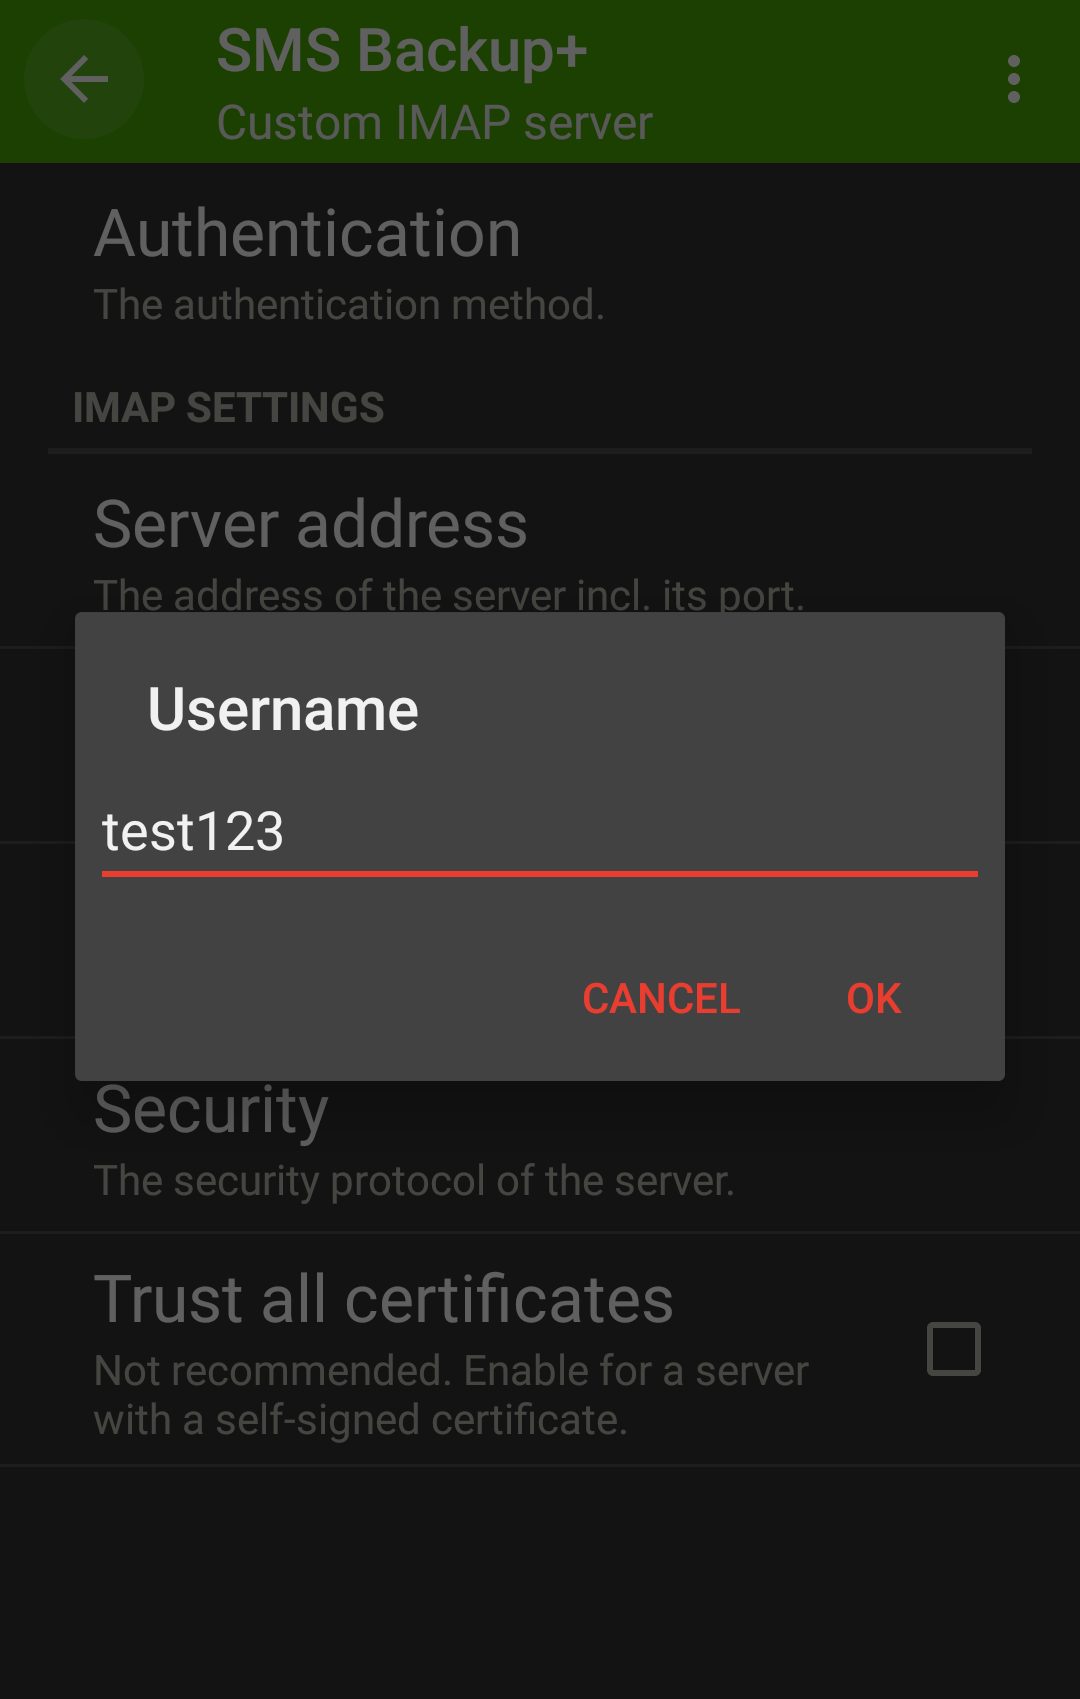 SMS Backup+
Custom IMAP server
Authentication
The authentication method.
IMAP SETTINGS
Server address
The address of the server incl. its port.
Username
test123
CANCEL
OK
Security
The security protocol of the server.
Trust all certificates
Not recommended. Enable for a server
with a self-signed certificate.